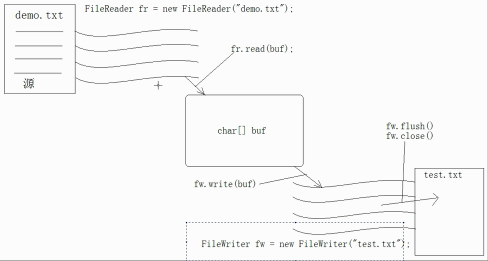 FileReader fr = new FileReader("demo.txt");
demo.txt
源
fr.read(buf);
char[] buf
fw.flush()
fw.close()
test.txt
fw.write(buf)
FileWriter fw = new FileWriter("test.txt");